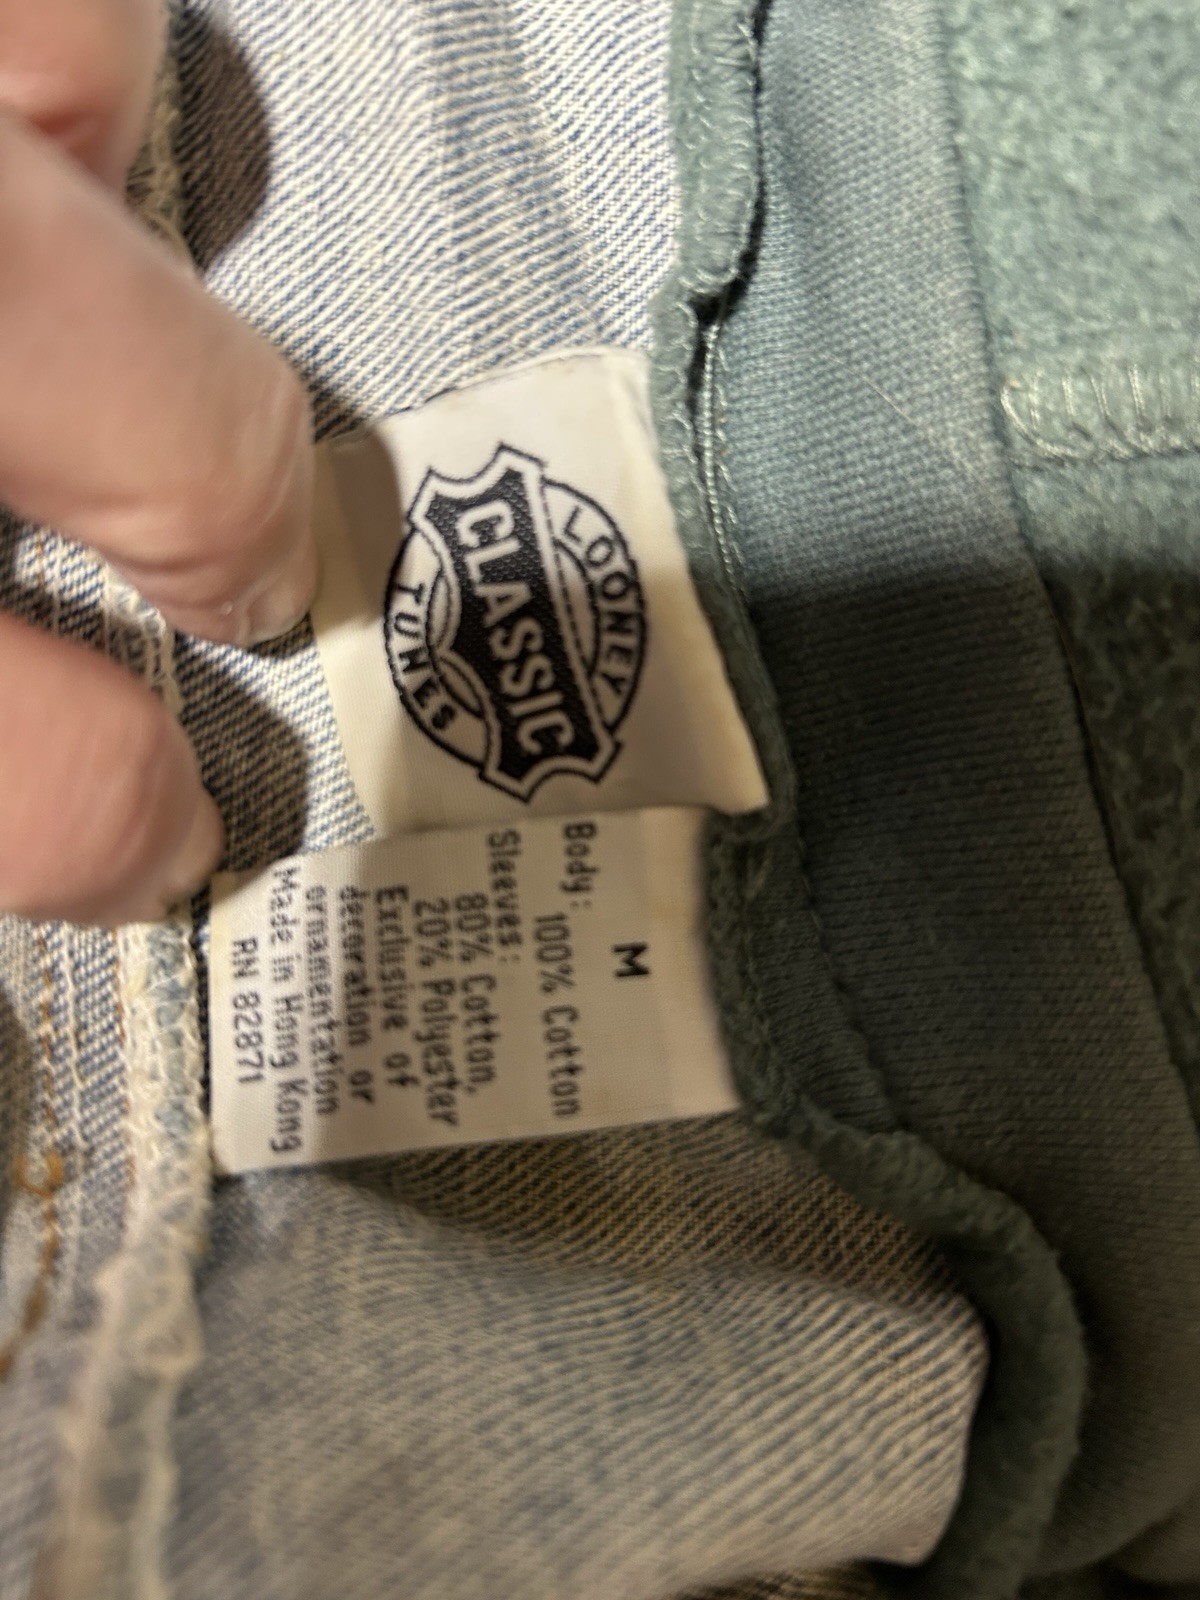 LOONEY
CLASSIC
TUNES
M
Body:
100% Cotton
Sleeves:
80% Cotton,
20% Polyester
Exclusive of
decoration or
ornamentation
Made in Hong Kong
RN 82871